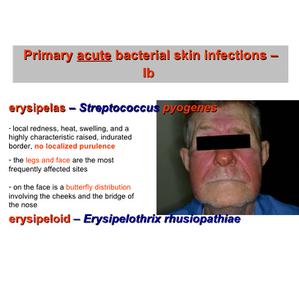 Primary acute bacterial skin infections –
Ib
erysipelas – Streptococcus pyogenes
- local redness, heat, swelling, and a
highly characteristic raised, indurated
border, no localized purulence
- the legs and face are the most
frequently affected sites
- on the face is a butterfly distribution
involving the cheeks and the bridge of
the nose
erysipeloid – Erysipelothrix rhusiopathiae